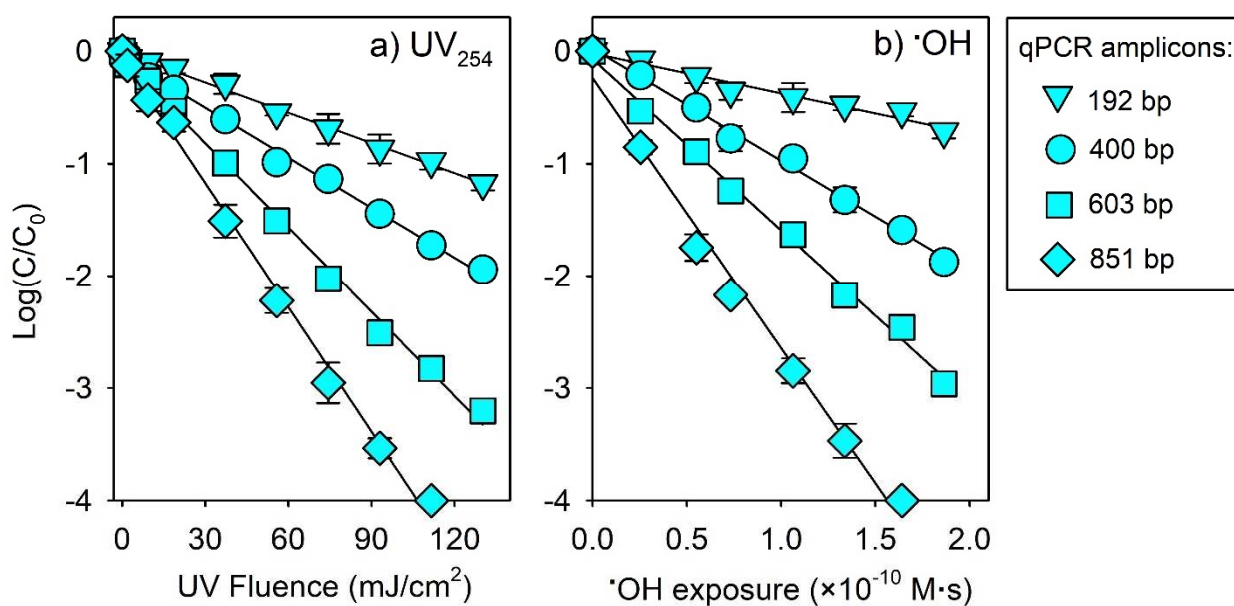 a) UV₂₅₄
b) ˙OH
qPCR amplicons:
192 bp
400 bp
603 bp
851 bp
Log(C/C₀)
0
-1
-2
-3
-4
0
-1
-2
-3
-4
0 30 60 90 120
0.0 0.5 1.0 1.5 2.0
UV Fluence (mJ/cm²)
˙OH exposure (×10⁻¹⁰ M·s)